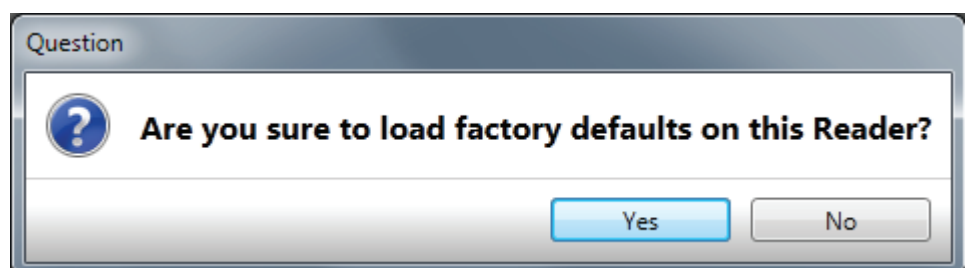 Question
Are you sure to load factory defaults on this Reader?
Yes No